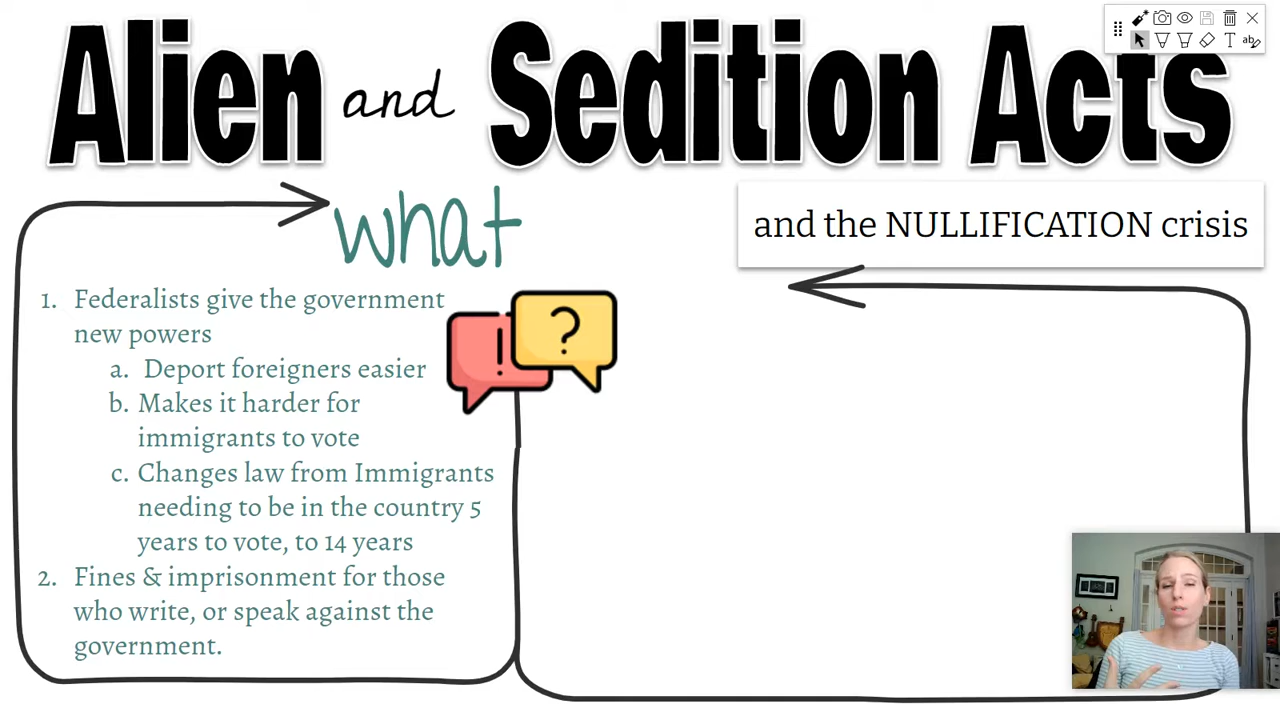 Alien and Sedition Acts
what
and the NULLIFICATION crisis
1. Federalists give the government
new powers
a. Deport foreigners easier
b. Makes it harder for
immigrants to vote
c. Changes law from Immigrants
needing to be in the country 5
years to vote, to 14 years
2. Fines & imprisonment for those
who write, or speak against the
government.
! ?
T ab